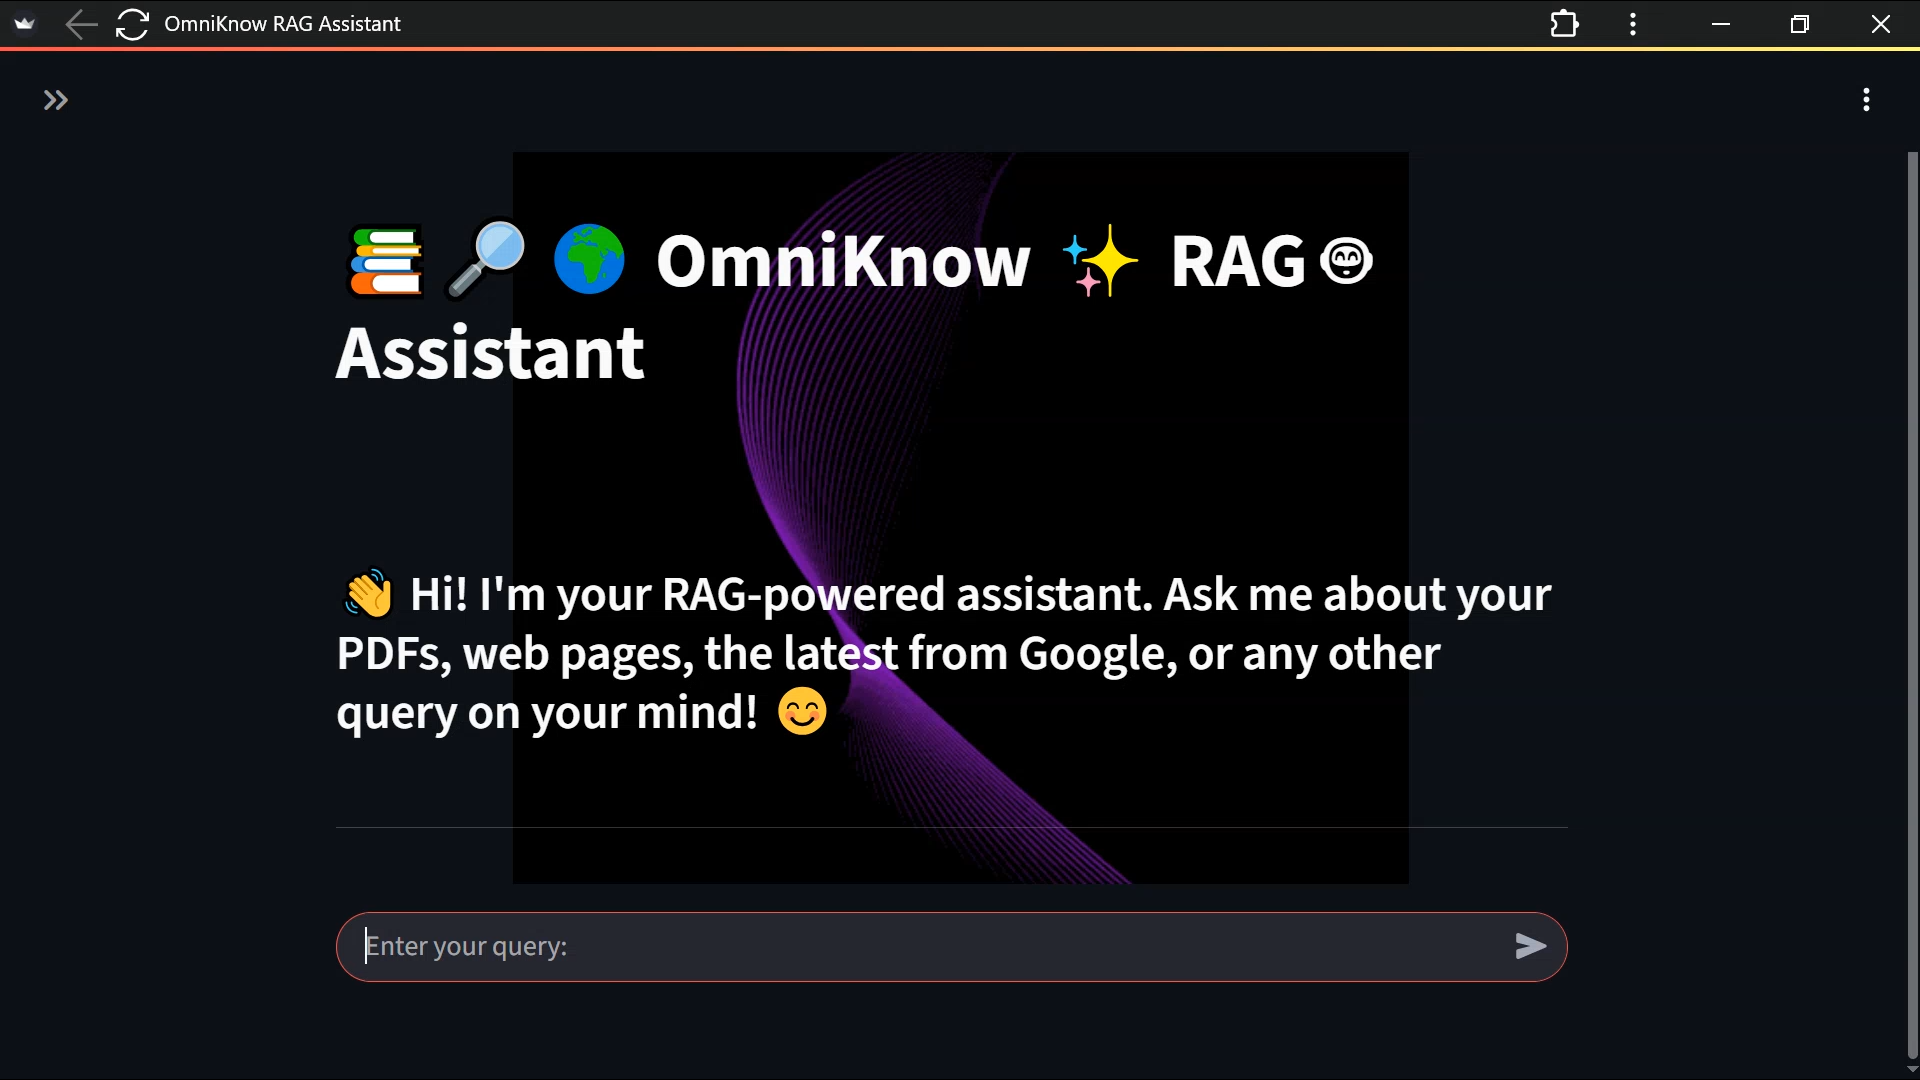 OmniKnow RAG Assistant
📚🔎🌍 OmniKnow ✨ RAG
Assistant
👋 Hi! I'm your RAG-powered assistant. Ask me about your
PDFs, web pages, the latest from Google, or any other
query on your mind! 😊
Enter your query: